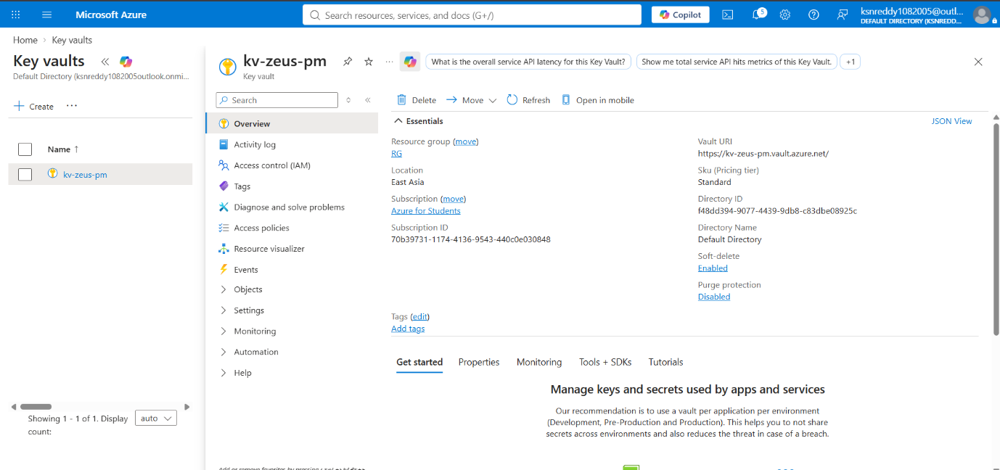 Microsoft Azure
Search resources, services, and docs (G+/)
Copilot
5
ksnreddy1082005@outl...
DEFAULT DIRECTORY (KSNREDD...
Home > Key vaults
Key vaults
Default Directory (ksnreddy1082005outlook.onmi...
Create ...
Name ↑
kv-zeus-pm
Showing 1 - 1 of 1. Display
count:
auto
kv-zeus-pm
Key vault
What is the overall service API latency for this Key Vault?
Show me total service API hits metrics of this Key Vault.
+1
Search
Overview
Activity log
Access control (IAM)
Tags
Diagnose and solve problems
Access policies
Resource visualizer
Events
Objects
Settings
Monitoring
Automation
Help
Add or remove favorites by pressing
Delete
Move
Refresh
Open in mobile
Essentials
JSON View
Resource group (move)
RG
Location
East Asia
Subscription (move)
Azure for Students
Subscription ID
70b39731-1174-4136-9543-440c0e030848
Vault URI
https://kv-zeus-pm.vault.azure.net/
Sku (Pricing tier)
Standard
Directory ID
f48dd394-9077-4439-9db8-c83dbe08925c
Directory Name
Default Directory
Soft-delete
Enabled
Purge protection
Disabled
Tags (edit)
Add tags
Get started
Properties
Monitoring
Tools + SDKs
Tutorials
Manage keys and secrets used by apps and services
Our recommendation is to use a vault per application per environment
(Development, Pre-Production and Production). This helps you to not share
secrets across environments and also reduces the threat in case of a breach.